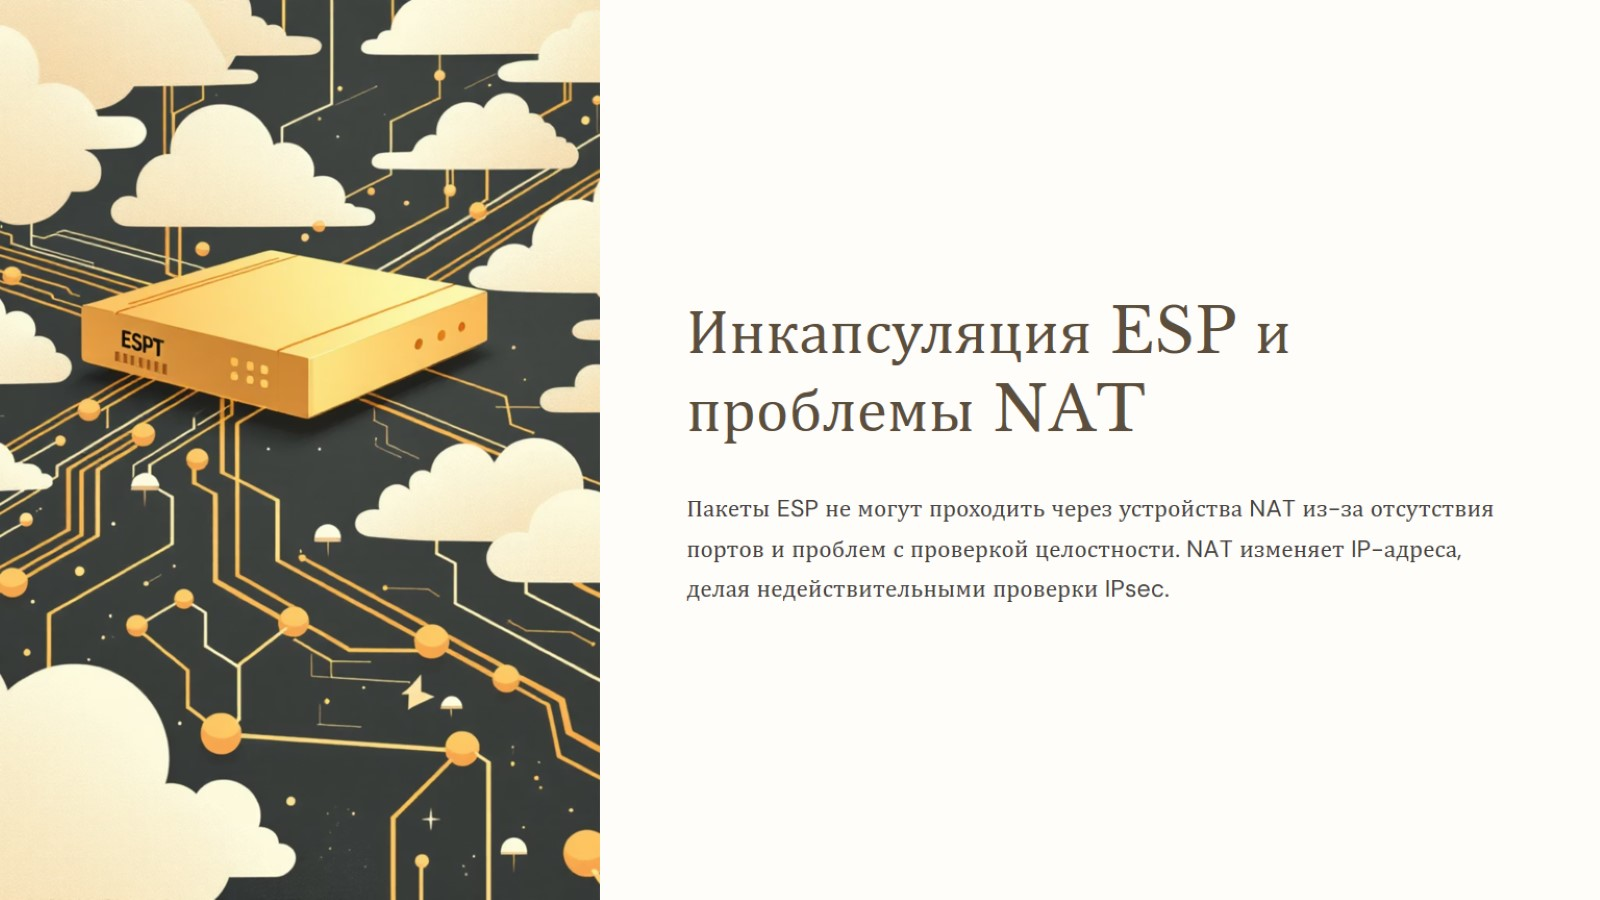 ESPT
Инкапсуляция ESP и
проблемы NAT
Пакеты ESP не могут проходить через устройства NAT из-за отсутствия
портов и проблем с проверкой целостности. NAT изменяет IP-адреса,
делая недействительными проверки IPsec.